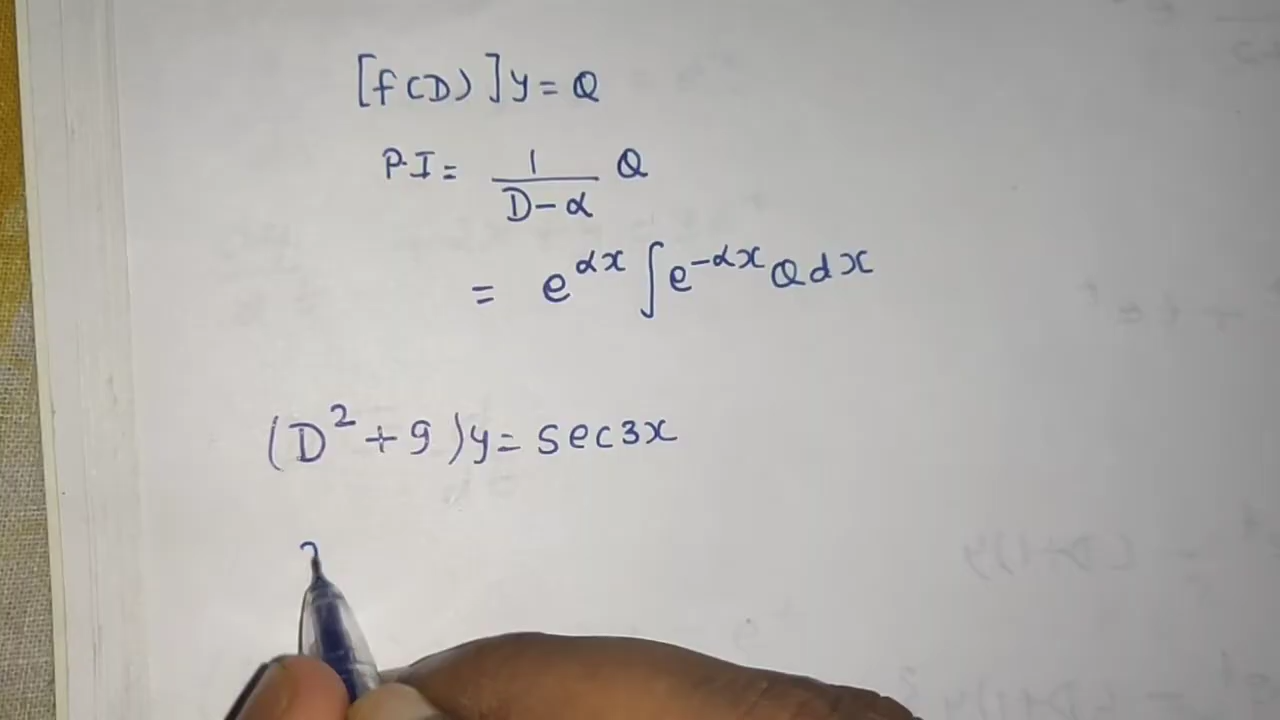 [f(D)]y = Q
P.I = 1/(D-α) Q
= e^{αx} ∫ e^{-αx} Q dx
(D² + 9)y = sec3x